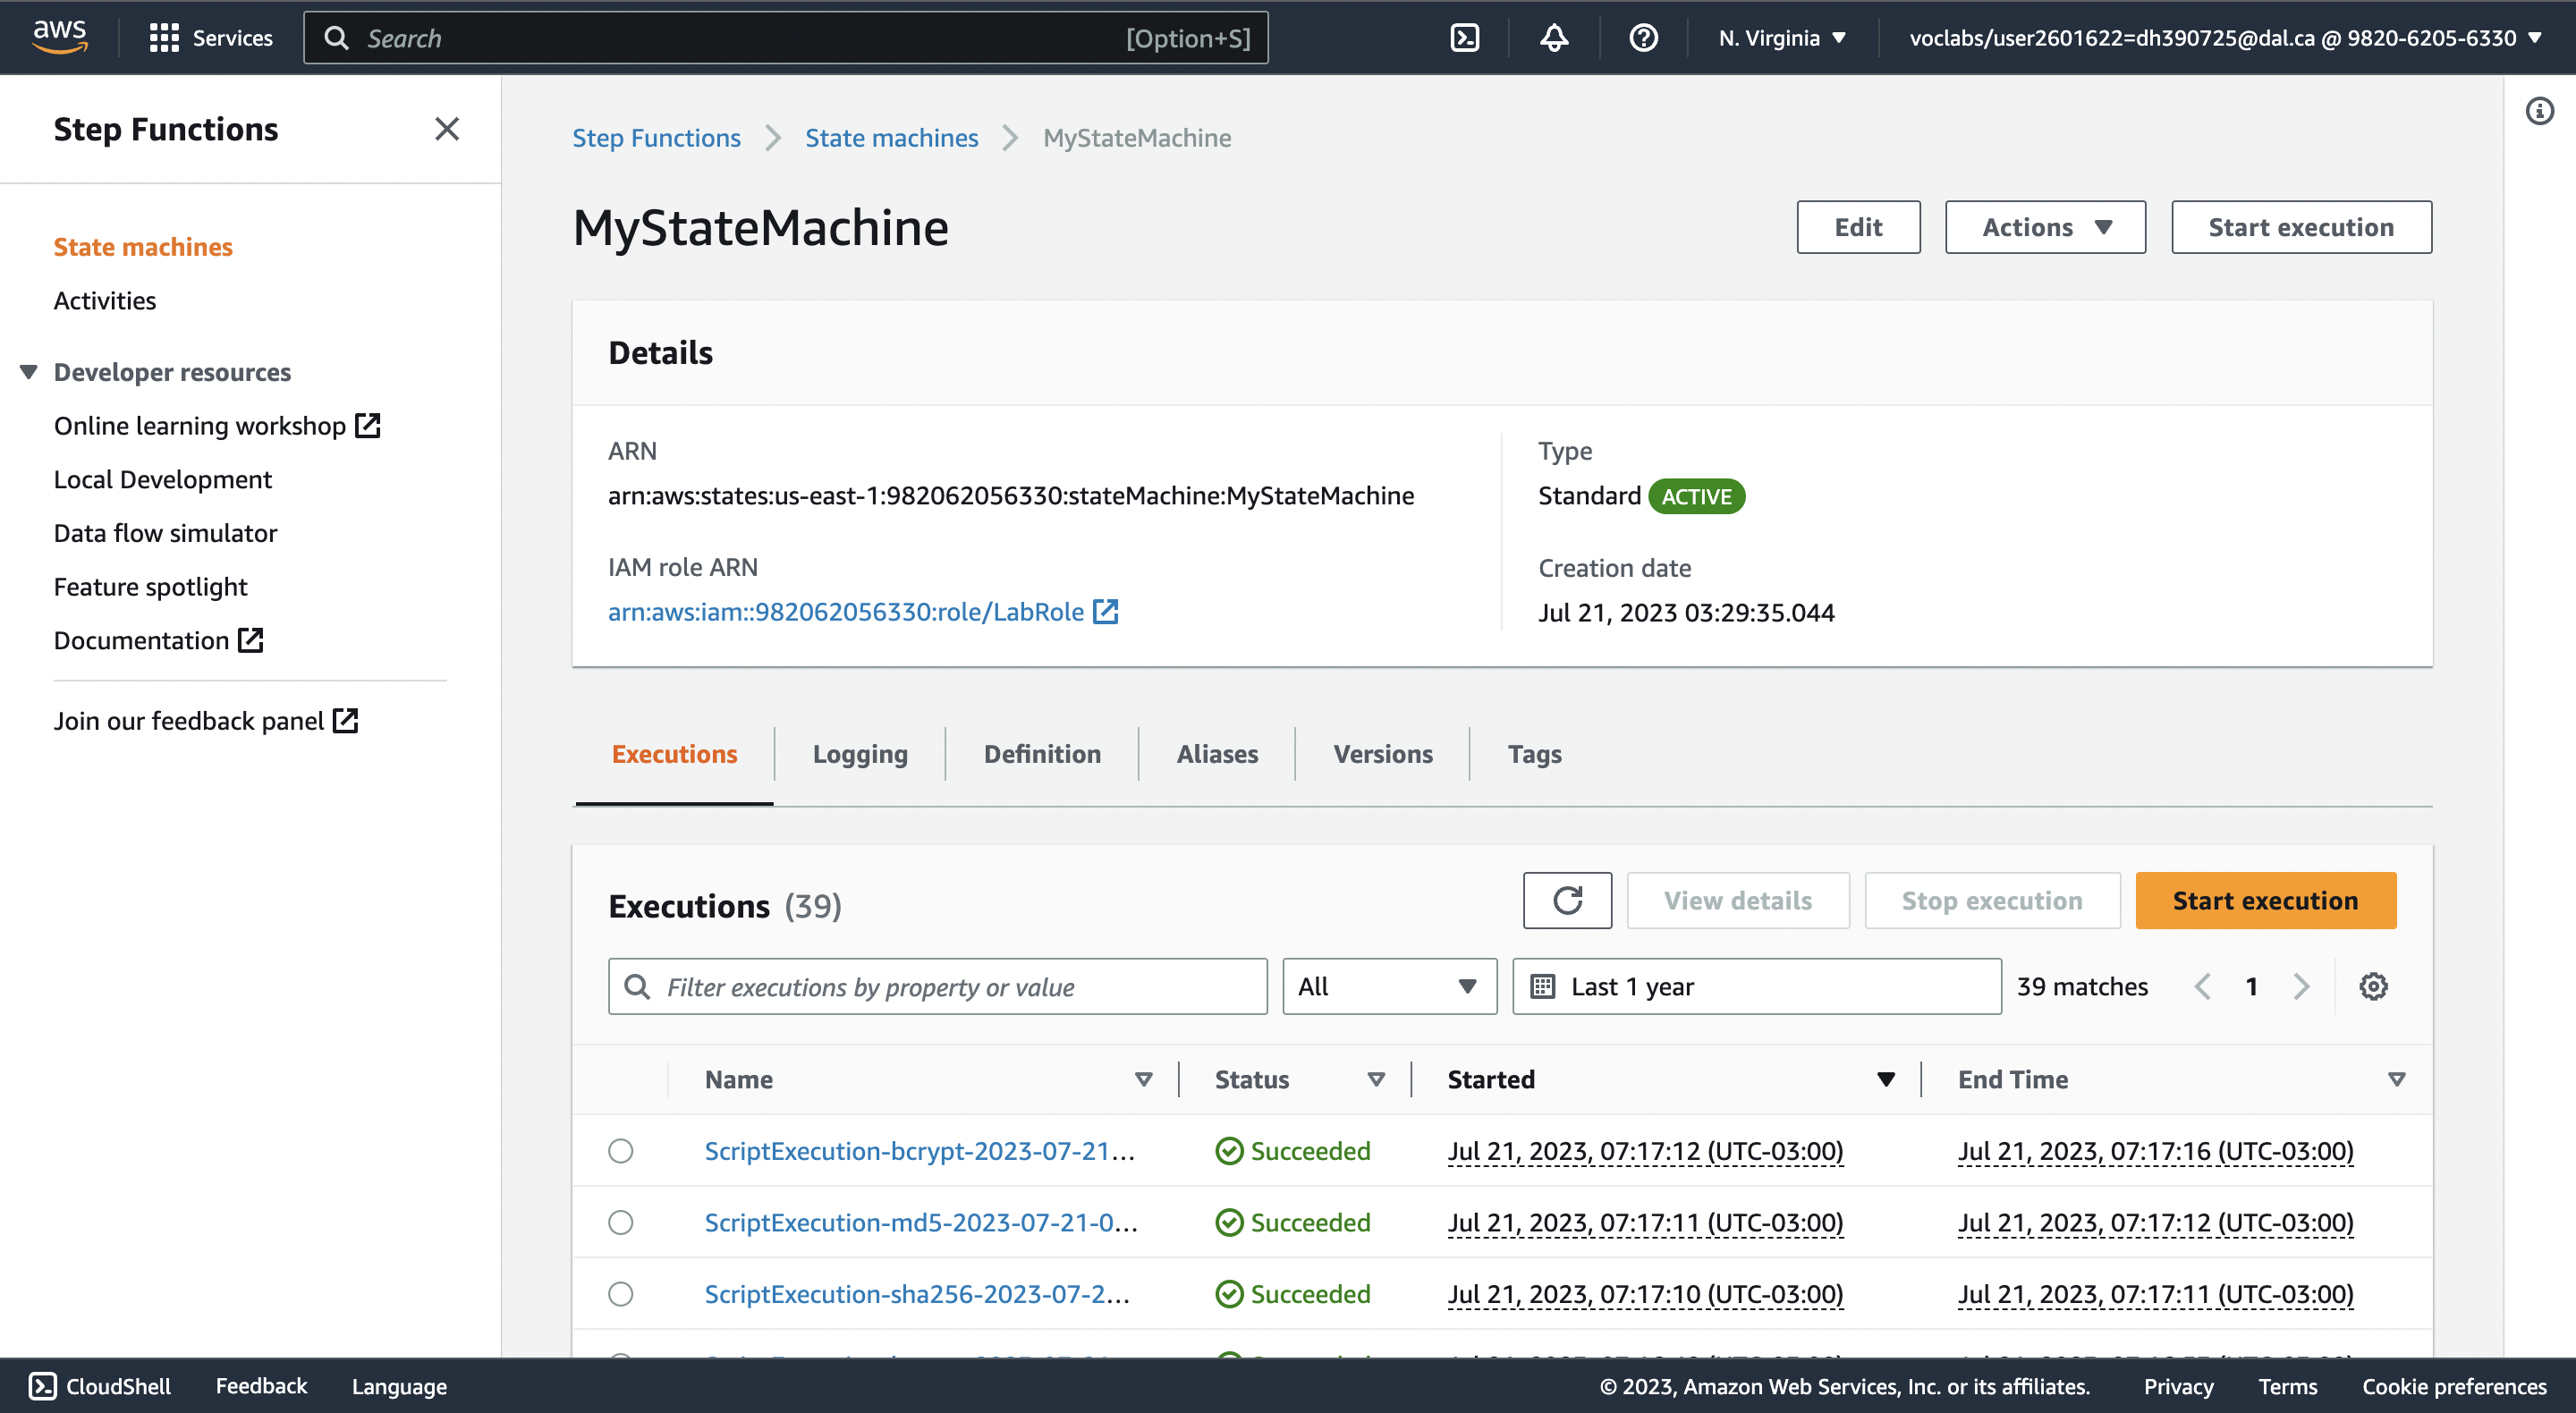 aws Services Search [Option+S] N. Virginia voclabs/user2601622=dh390725@dal.ca @ 9820-6205-6330
Step Functions
State machines
Activities
Developer resources
Online learning workshop
Local Development
Data flow simulator
Feature spotlight
Documentation
Join our feedback panel
Step Functions State machines MyStateMachine
MyStateMachine Edit Actions Start execution
Details
ARN
arn:aws:states:us-east-1:982062056330:stateMachine:MyStateMachine
IAM role ARN
arn:aws:iam::982062056330:role/LabRole
Type
Standard ACTIVE
Creation date
Jul 21, 2023 03:29:35.044
Executions Logging Definition Aliases Versions Tags
Executions (39) View details Stop execution Start execution
Filter executions by property or value All Last 1 year 39 matches 1
Name Status Started End Time
ScriptExecution-bcrypt-2023-07-21... Succeeded Jul 21, 2023, 07:17:12 (UTC-03:00) Jul 21, 2023, 07:17:16 (UTC-03:00)
ScriptExecution-md5-2023-07-21-0... Succeeded Jul 21, 2023, 07:17:11 (UTC-03:00) Jul 21, 2023, 07:17:12 (UTC-03:00)
ScriptExecution-sha256-2023-07-2... Succeeded Jul 21, 2023, 07:17:10 (UTC-03:00) Jul 21, 2023, 07:17:11 (UTC-03:00)
CloudShell Feedback Language © 2023, Amazon Web Services, Inc. or its affiliates. Privacy Terms Cookie preferences